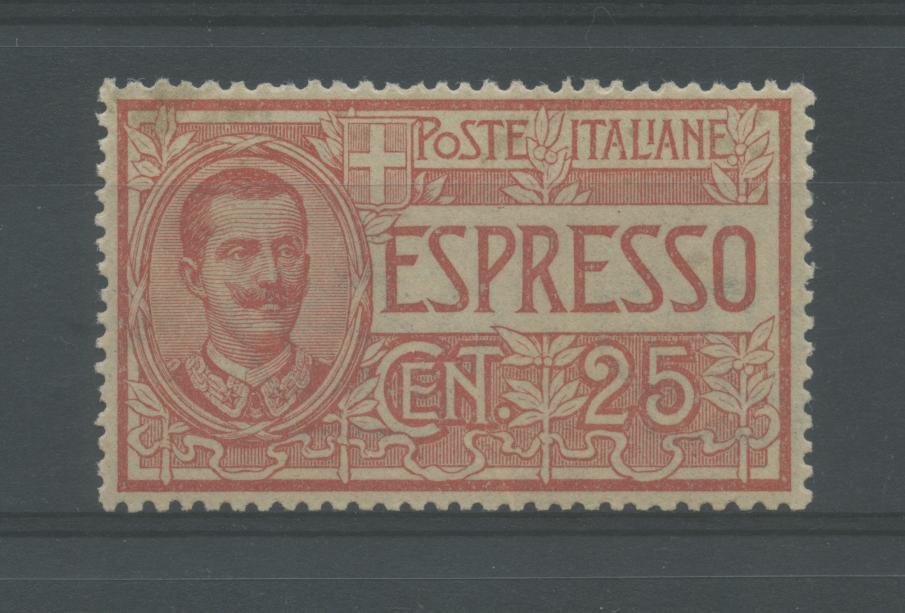 POSTE ITALIANE
ESPRESSO
CENT. 25